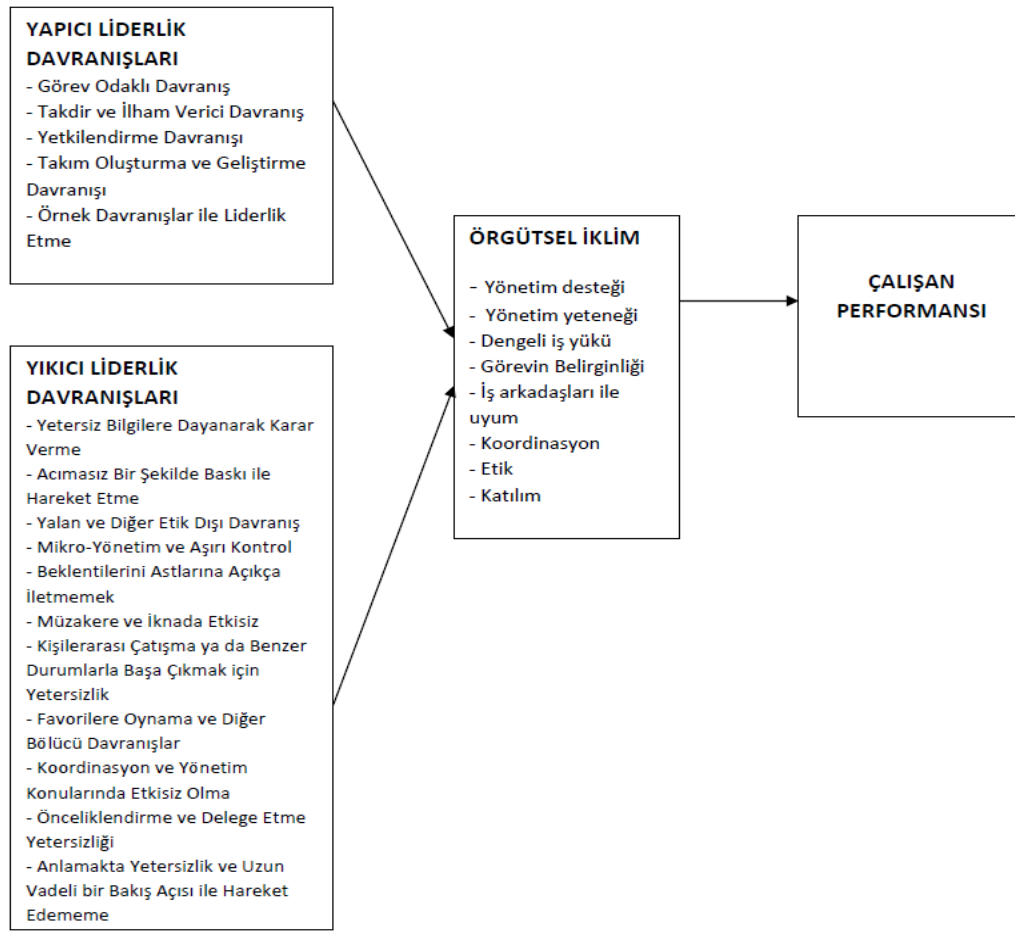 YAPICI LİDERLİK
DAVRANIŞLARI
- Görev Odaklı Davranış
- Takdir ve İlham Verici Davranış
- Yetkilendirme Davranışı
- Takım Oluşturma ve Geliştirme
Davranışı
- Örnek Davranışlar ile Liderlik
Etme
YIKICI LİDERLİK
DAVRANIŞLARI
- Yetersiz Bilgilere Dayanarak Karar
Verme
- Acımasız Bir Şekilde Baskı ile
Hareket Etme
- Yalan ve Diğer Etik Dışı Davranış
- Mikro-Yönetim ve Aşırı Kontrol
- Beklentilerini Astlarına Açıkça
İletmemek
- Müzakere ve İknada Etkisiz
- Kişilerarası Çatışma ya da Benzer
Durumlarla Başa Çıkmak için
Yetersizlik
- Favorilere Oynama ve Diğer
Bölücü Davranışlar
- Koordinasyon ve Yönetim
Konularında Etkisiz Olma
- Önceliklendirme ve Delege Etme
Yetersizliği
- Anlamakta Yetersizlik ve Uzun
Vadeli bir Bakış Açısı ile Hareket
Edememe
ÖRGÜTSEL İKLİM
- Yönetim desteği
- Yönetim yeteneği
- Dengeli iş yükü
- Görevin Belirginliği
- İş arkadaşları ile
uyum
- Koordinasyon
- Etik
- Katılım
ÇALIŞAN
PERFORMANSI